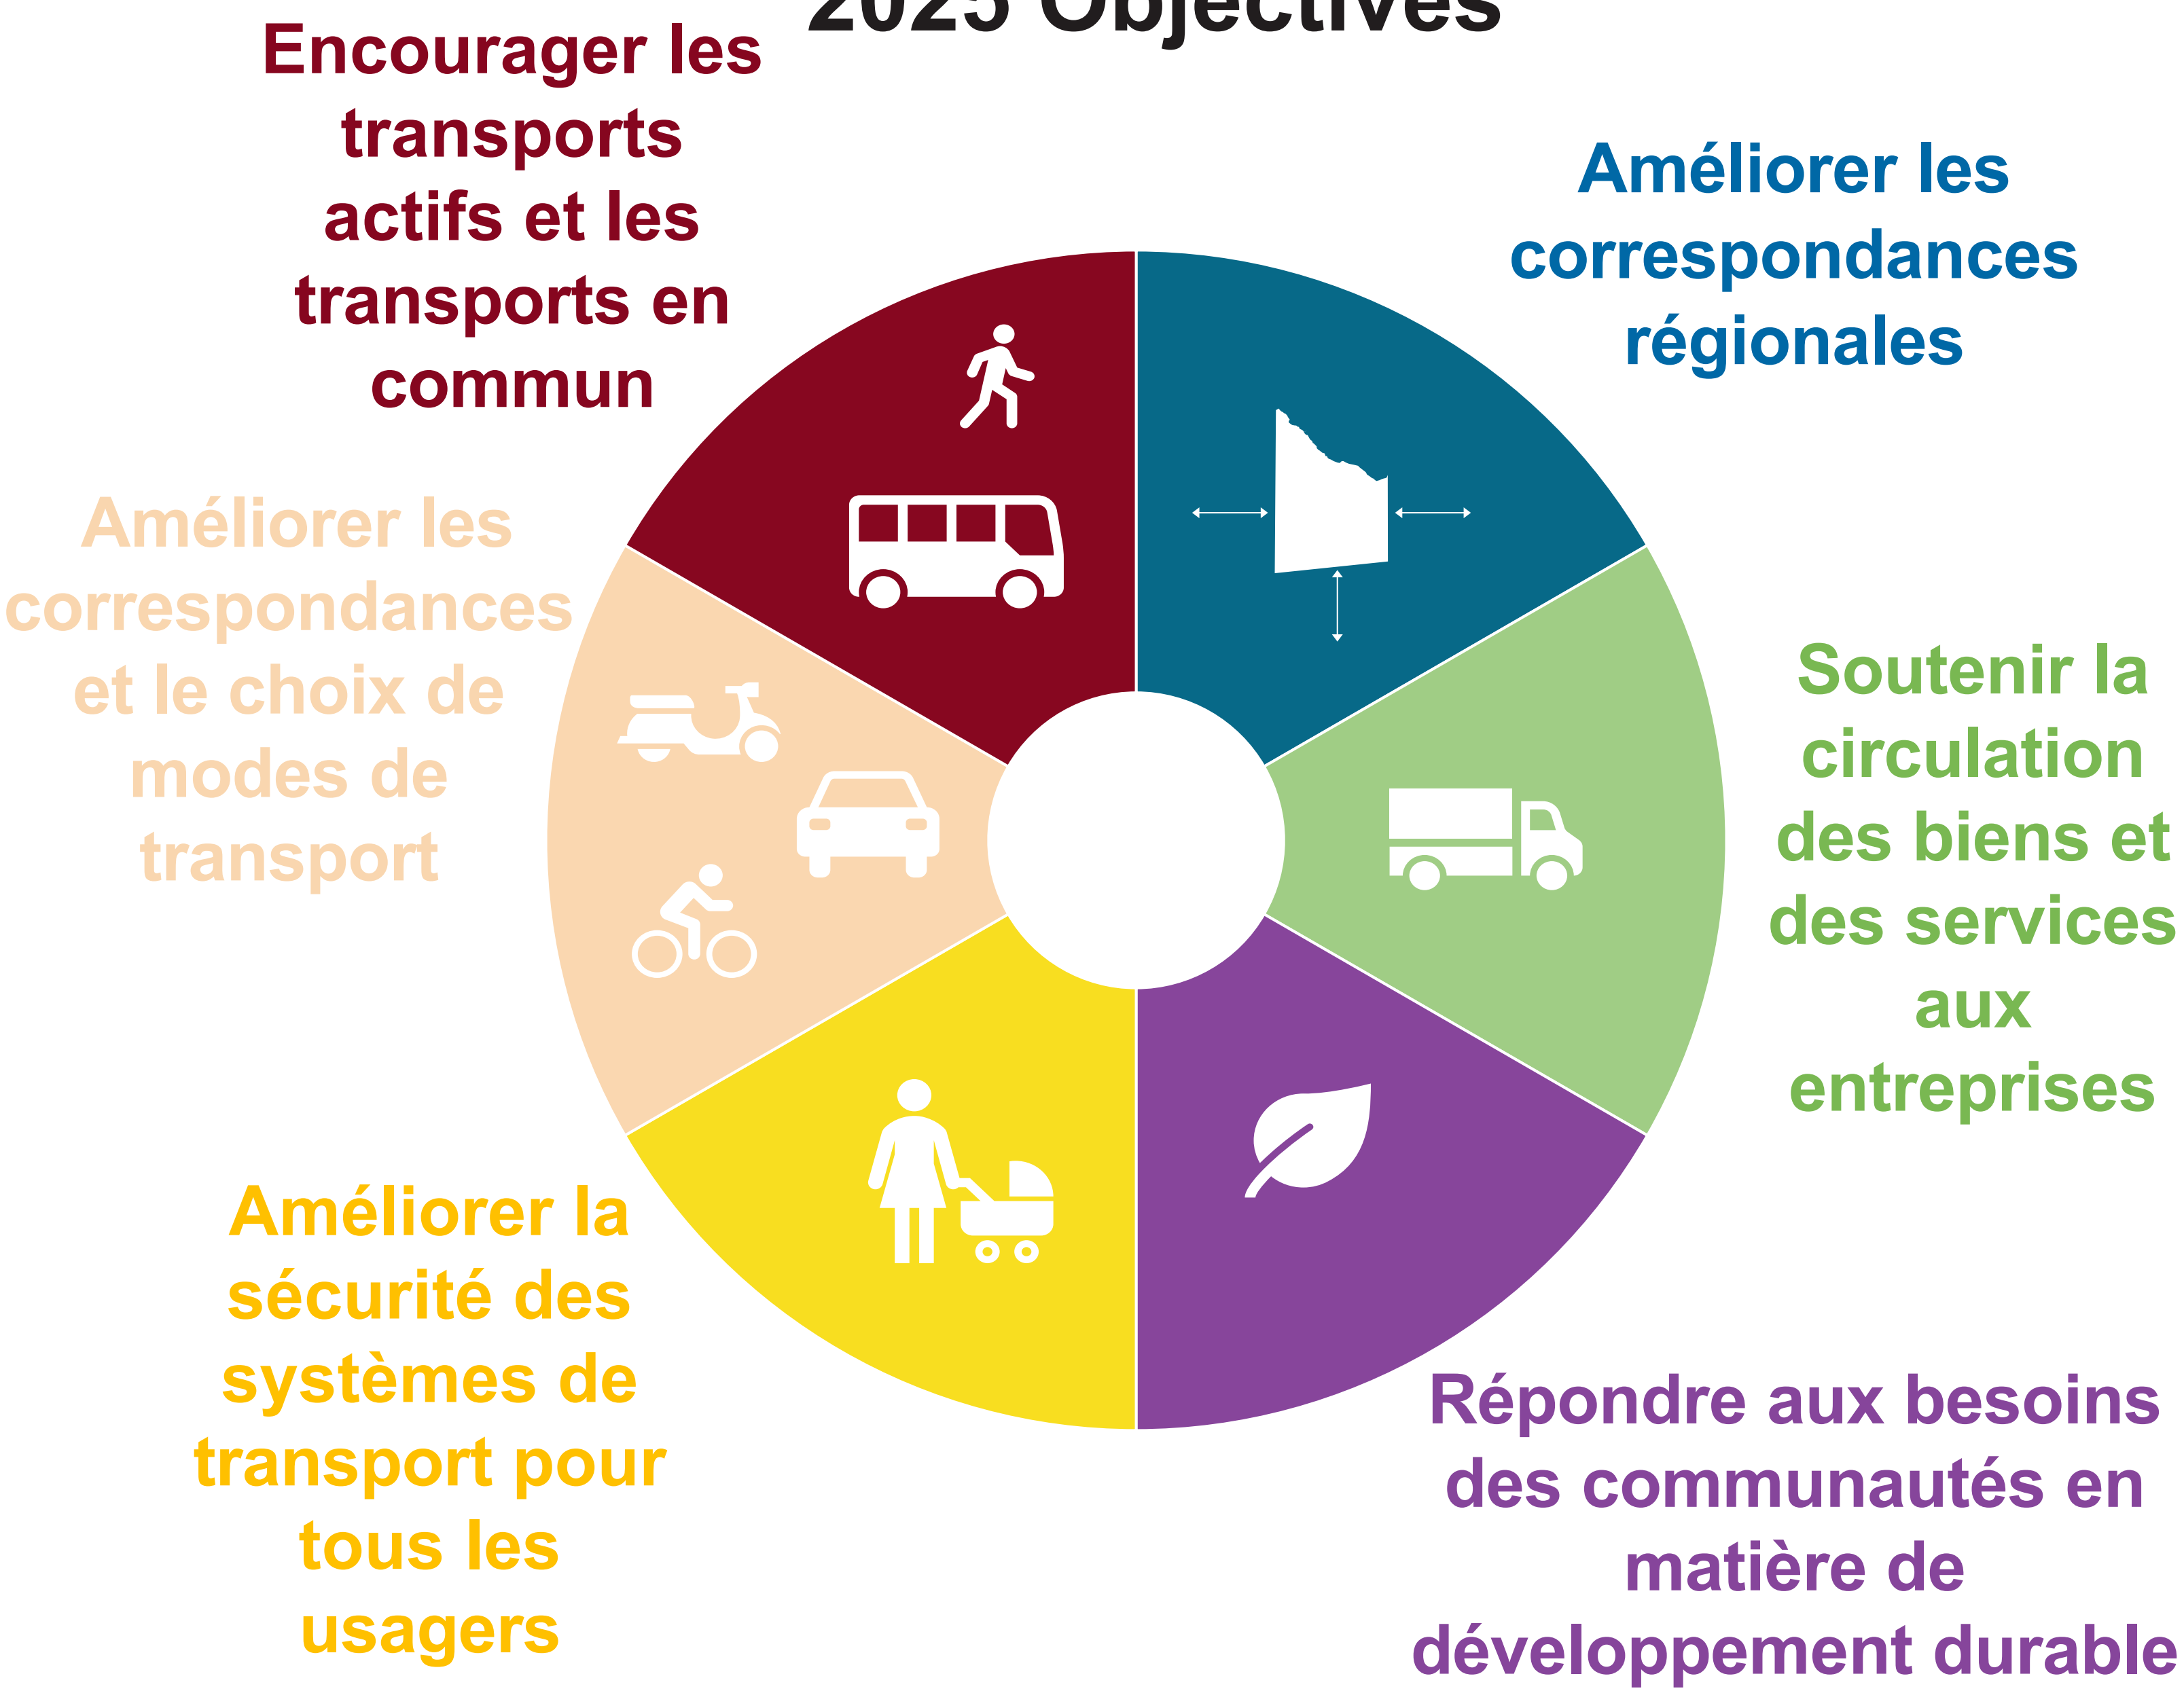 Objectives
Encourager les
transports
actifs et les
transports en
commun
Améliorer les
correspondances
régionales
Améliorer les
correspondances
et le choix de
modes de
transport
Soutenir la
circulation
des biens et
des services
aux
entreprises
Améliorer la
sécurité des
systèmes de
transport pour
tous les
usagers
Répondre aux besoins
des communautés en
matière de
développement durable